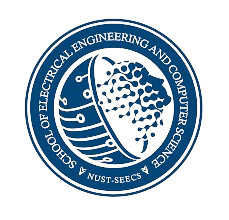 SCHOOL OF ELECTRICAL ENGINEERING AND COMPUTER SCIENCE
NUST-SEECS